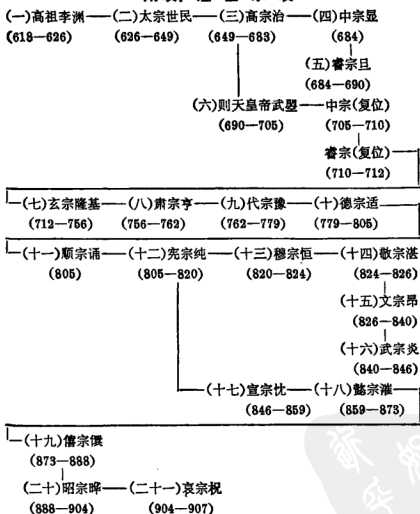 (一)高祖李渊 (二)太宗世民 (三)高宗治 (四)中宗显
(618—626) (626—649) (649—683) (684)
(五)睿宗旦
(684—690)
(六)则天皇帝武曌 中宗(复位)
(690—705) (705—710)
睿宗(复位)
(710—712)
(七)玄宗隆基 (八)肃宗亨 (九)代宗豫 (十)德宗适
(712—756) (756—762) (762—779) (779—805)
(十一)顺宗诵 (十二)宪宗纯 (十三)穆宗恒 (十四)敬宗湛
(805) (805—820) (820—824) (824—826)
(十五)文宗昂
(826—840)
(十六)武宗炎
(840—846)
(十七)宣宗忱 (十八)懿宗漼
(846—859) (859—873)
(十九)僖宗儇
(873—888)
(二十)昭宗晔 (二十一)哀宗祝
(888—904) (904—907)